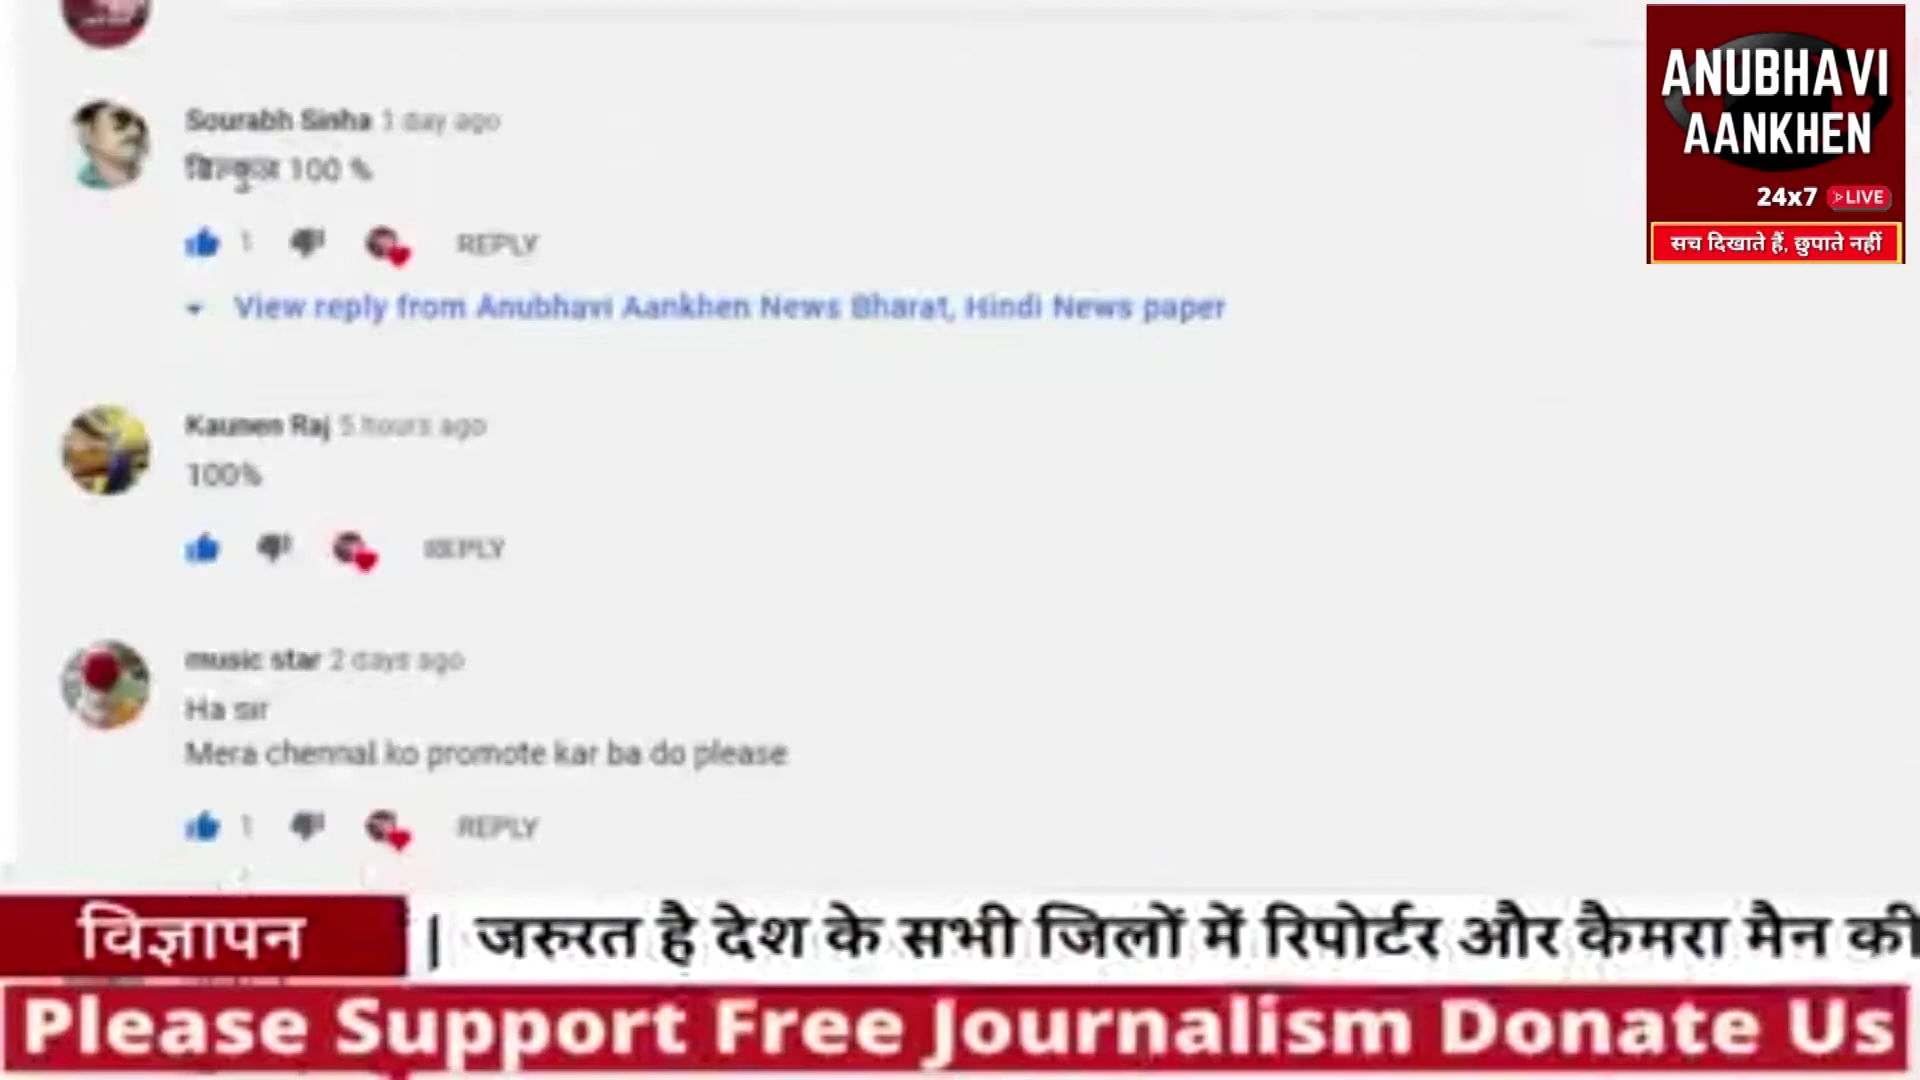 Sourabh Sinha 1 day ago
बिल्कुल 100 %
1 REPLY
View reply from Anubhavi Aankhen News Bharat, Hindi News paper
Kaunen Raj 5 hours ago
100%
REPLY
music star 2 days ago
Ha sir
Mera chennal ko promote kar ba do please
1 REPLY
ANUBHAVI
AANKHEN
24x7 LIVE
सच दिखाते हैं, छुपाते नहीं
विज्ञापन | जरुरत है देश के सभी जिलों में रिपोर्टर और कैमरा मैन की
Please Support Free Journalism Donate Us